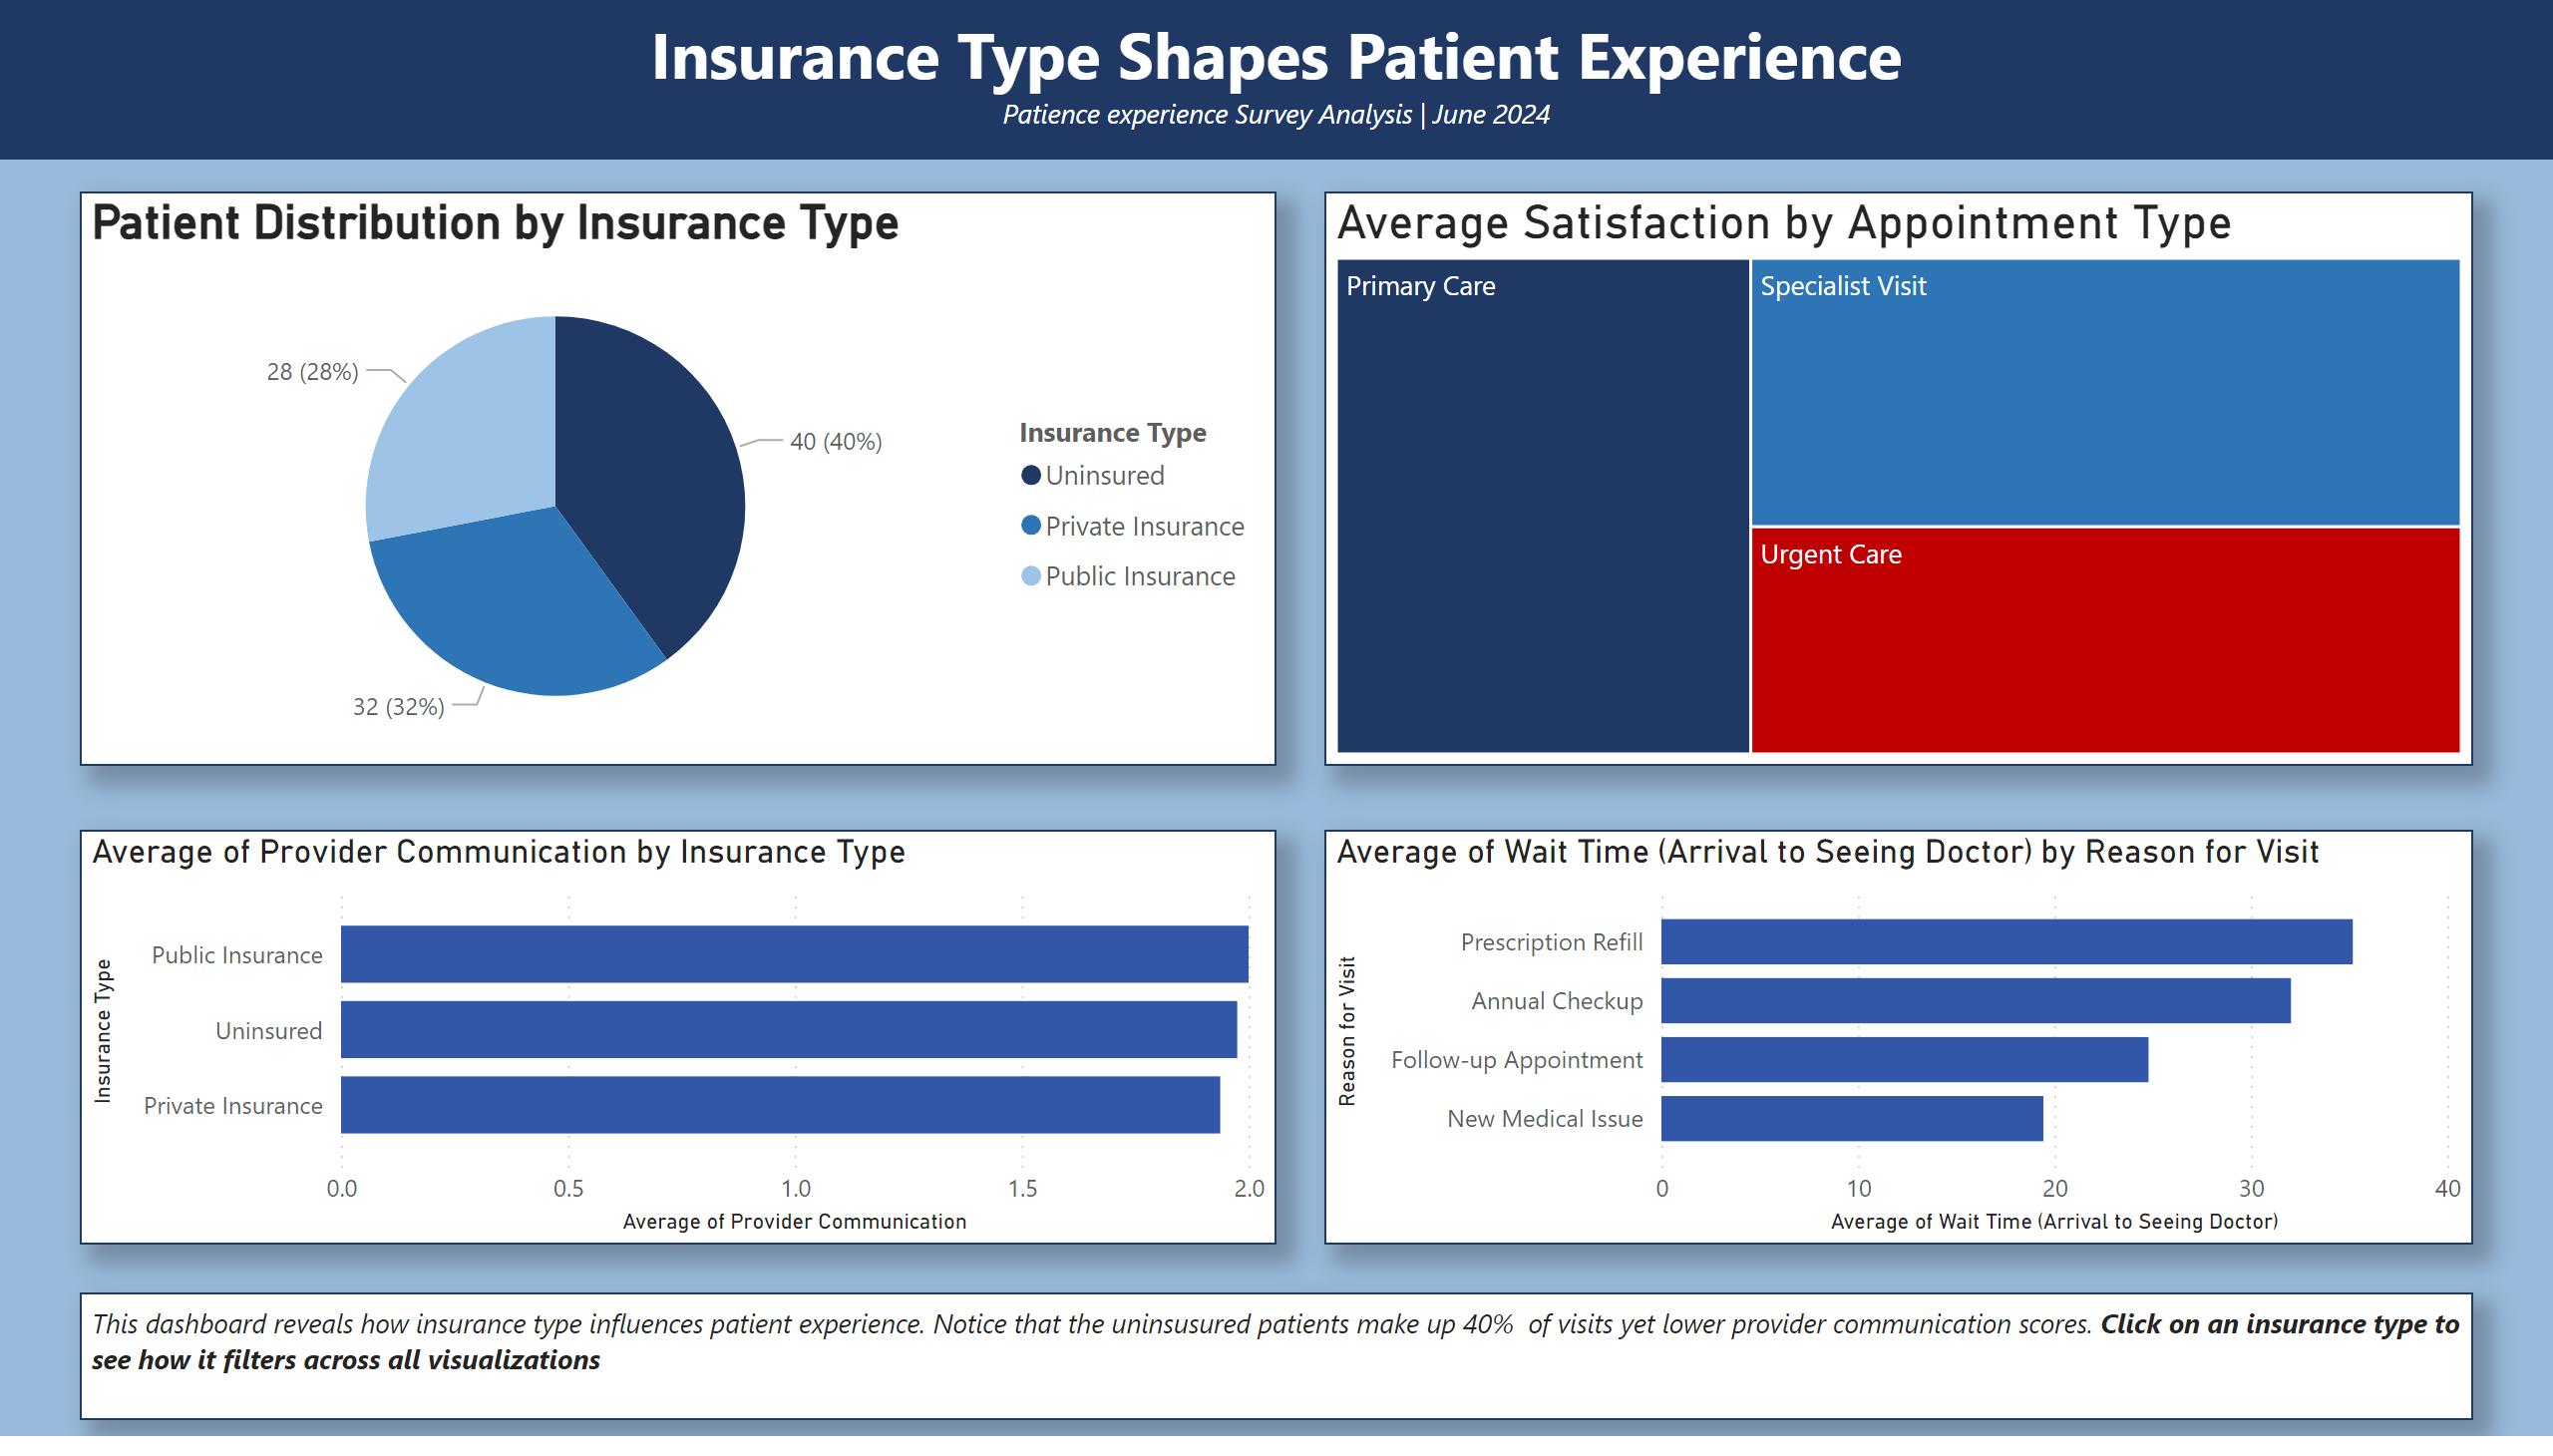 Insurance Type Shapes Patient Experience
Patience experience Survey Analysis | June 2024
Patient Distribution by Insurance Type
28 (28%)
40 (40%)
32 (32%)
Insurance Type
Uninsured
Private Insurance
Public Insurance
Average Satisfaction by Appointment Type
Primary Care
Specialist Visit
Urgent Care
Average of Provider Communication by Insurance Type
Insurance Type
Public Insurance
Uninsured
Private Insurance
0.0 0.5 1.0 1.5 2.0
Average of Provider Communication
Average of Wait Time (Arrival to Seeing Doctor) by Reason for Visit
Reason for Visit
Prescription Refill
Annual Checkup
Follow-up Appointment
New Medical Issue
0 10 20 30 40
Average of Wait Time (Arrival to Seeing Doctor)
This dashboard reveals how insurance type influences patient experience. Notice that the uninsusured patients make up 40% of visits yet lower provider communication scores. Click on an insurance type to
see how it filters across all visualizations